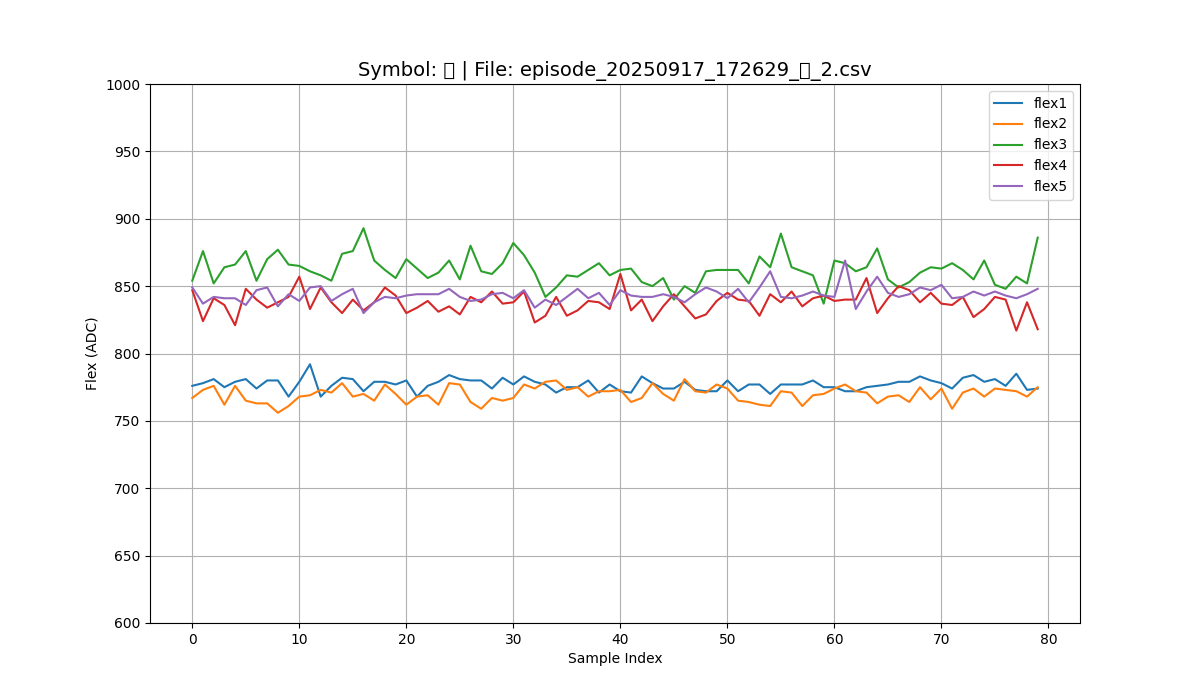 Symbol: | File: episode_20250917_172629_ _2.csv
1000
950
900
850
800
750
700
650
600
Flex (ADC)
0 10 20 30 40 50 60 70 80
Sample Index
flex1
flex2
flex3
flex4
flex5